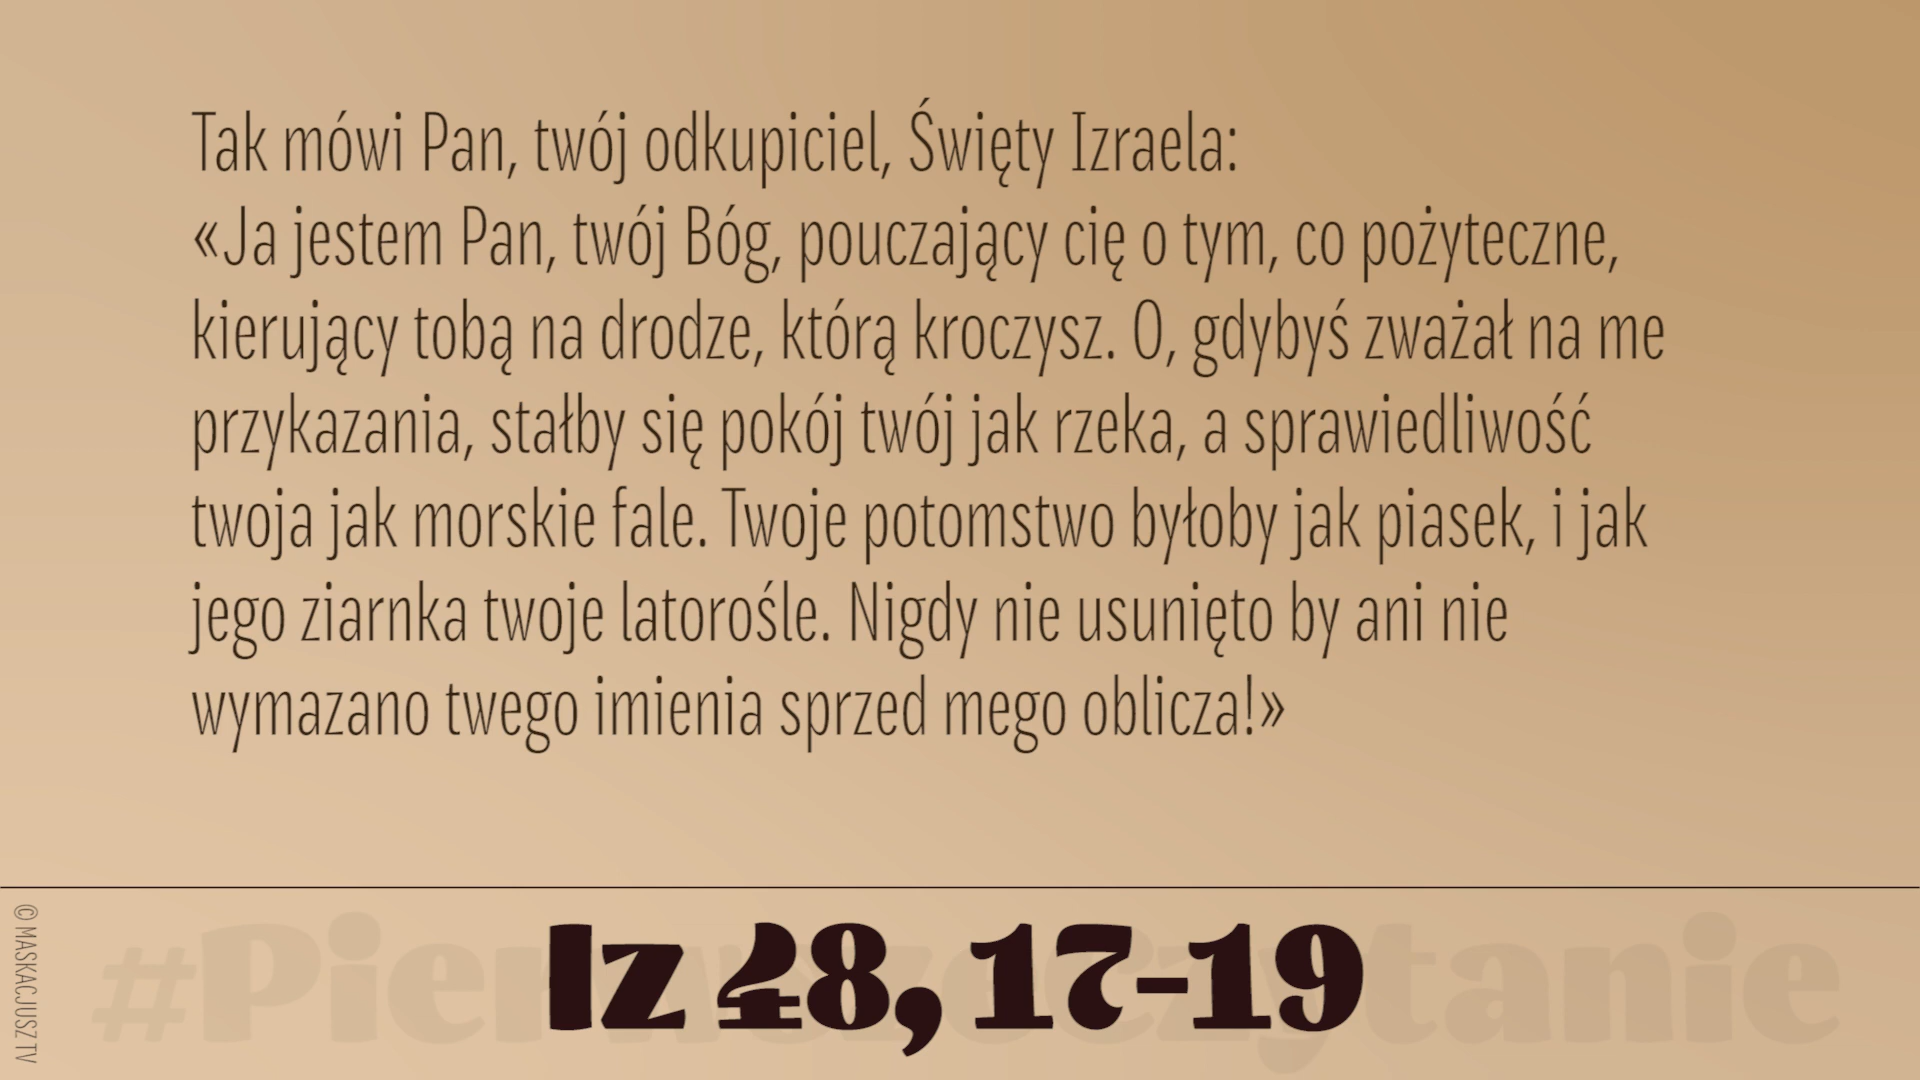 Tak mówi Pan, twój odkupiciel, Święty Izraela:
«Ja jestem Pan, twój Bóg, pouczający cię o tym, co pożyteczne,
kierujący tobą na drodze, którą kroczysz. O, gdybyś zważał na me
przykazania, stałby się pokój twój jak rzeka, a sprawiedliwość
twoja jak morskie fale. Twoje potomstwo byłoby jak piasek, i jak
jego ziarnka twoje latorośle. Nigdy nie usunięto by ani nie
wymazano twego imienia sprzed mego oblicza!»
#PierwszeCzytanie
Iz 48, 17-19
© MASKACJUSZ TV